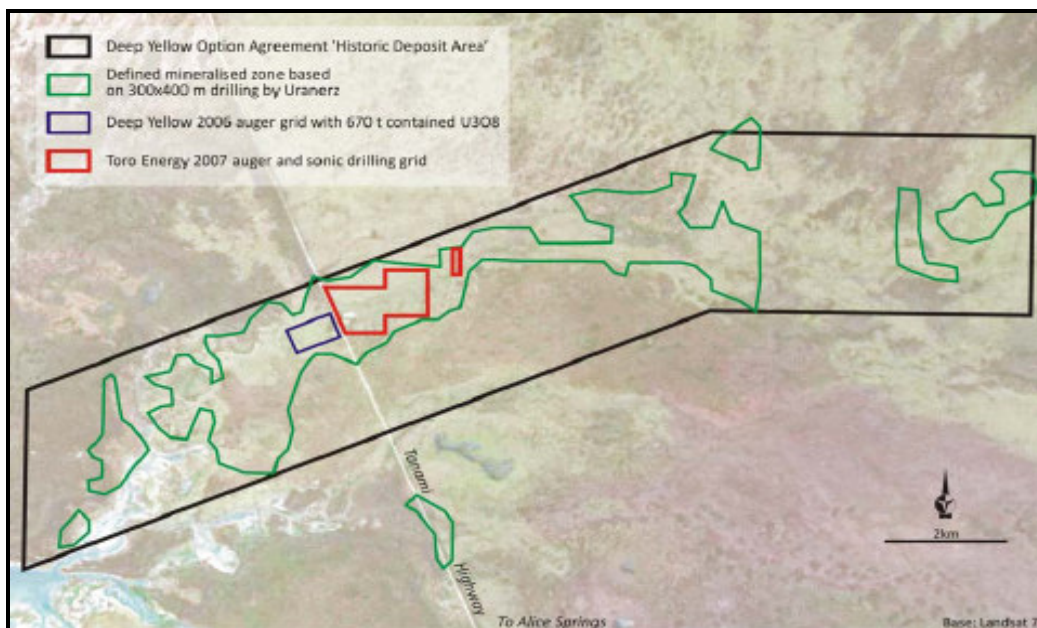 Deep Yellow Option Agreement 'Historic Deposit Area'
Defined mineralised zone based
on 300x400 m drilling by Uranerz
Deep Yellow 2006 auger grid with 670 t contained U3O8
Toro Energy 2007 auger and sonic drilling grid
Tanami
Highway
2km
To Alice Springs
Base: Landsat 7